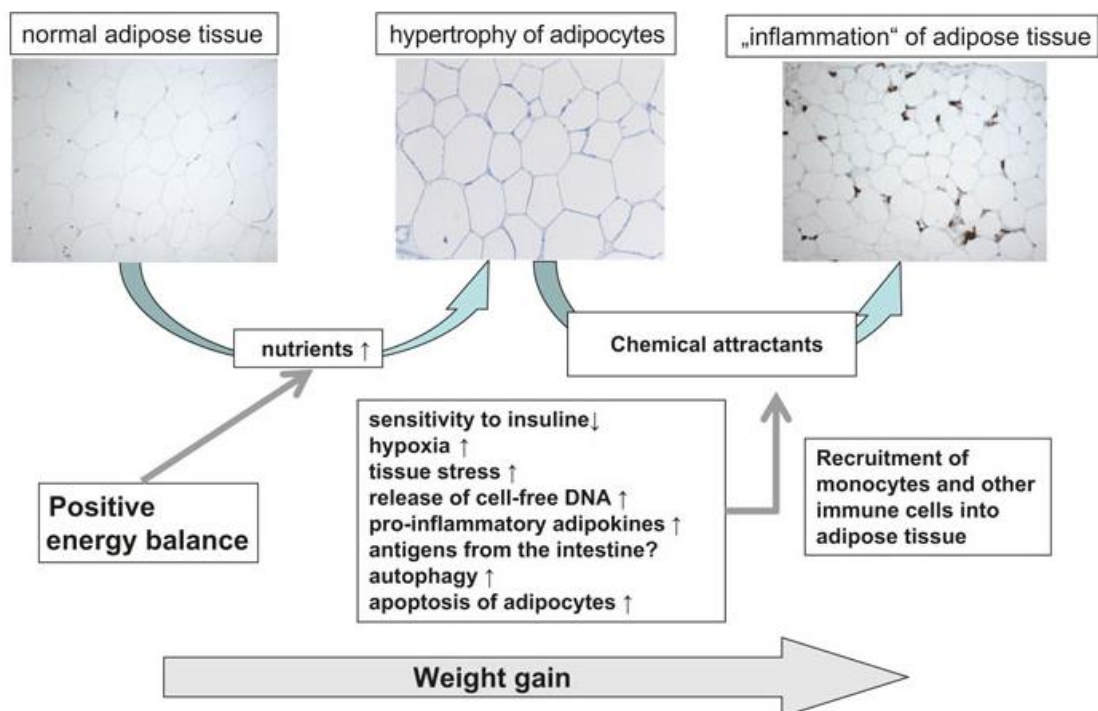 normal adipose tissue
hypertrophy of adipocytes
„inflammation“ of adipose tissue
nutrients ↑
Chemical attractants
Positive
energy balance
sensitivity to insuline↓
hypoxia ↑
tissue stress ↑
release of cell-free DNA ↑
pro-inflammatory adipokines ↑
antigens from the intestine?
autophagy ↑
apoptosis of adipocytes ↑
Recruitment of
monocytes and other
immune cells into
adipose tissue
Weight gain